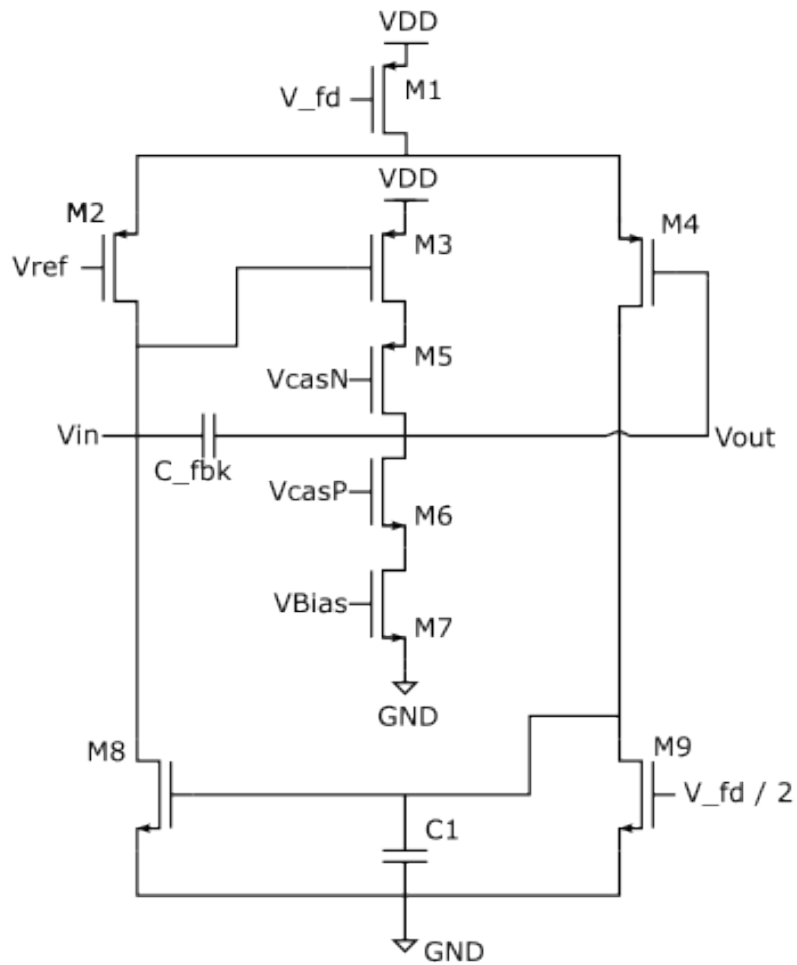 VDD
V_fd
M1
VDD
M2
M3
M4
Vref
M5
VcasN
Vin
Vout
C_fbk
VcasP
M6
VBias
M7
GND
M8
M9
V_fd / 2
C1
GND